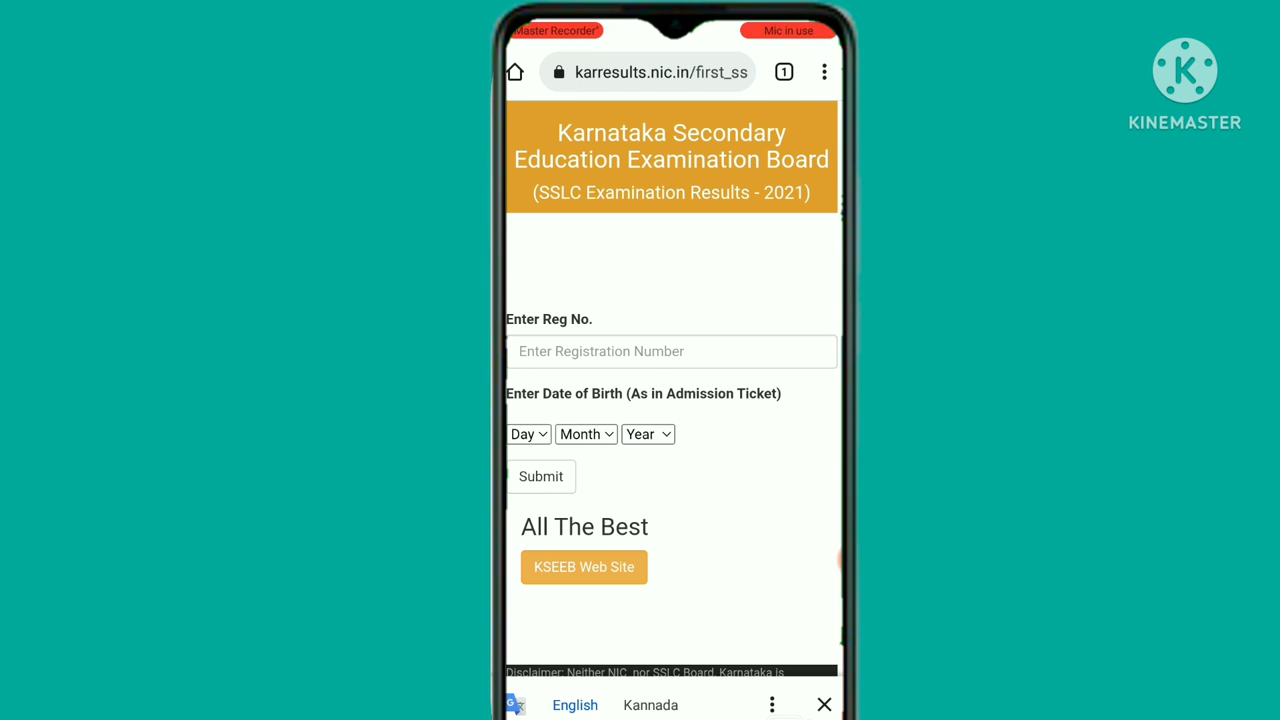 Master Recorder"
Mic in use
karresults.nic.in/first_ss
1
Karnataka Secondary
Education Examination Board
(SSLC Examination Results - 2021)
K
KINEMASTER
Enter Reg No.
Enter Registration Number
Enter Date of Birth (As in Admission Ticket)
Day Month Year
Submit
All The Best
KSEEB Web Site
Disclaimer: Neither NIC, nor SSLC Board, Karnataka is
G
English Kannada